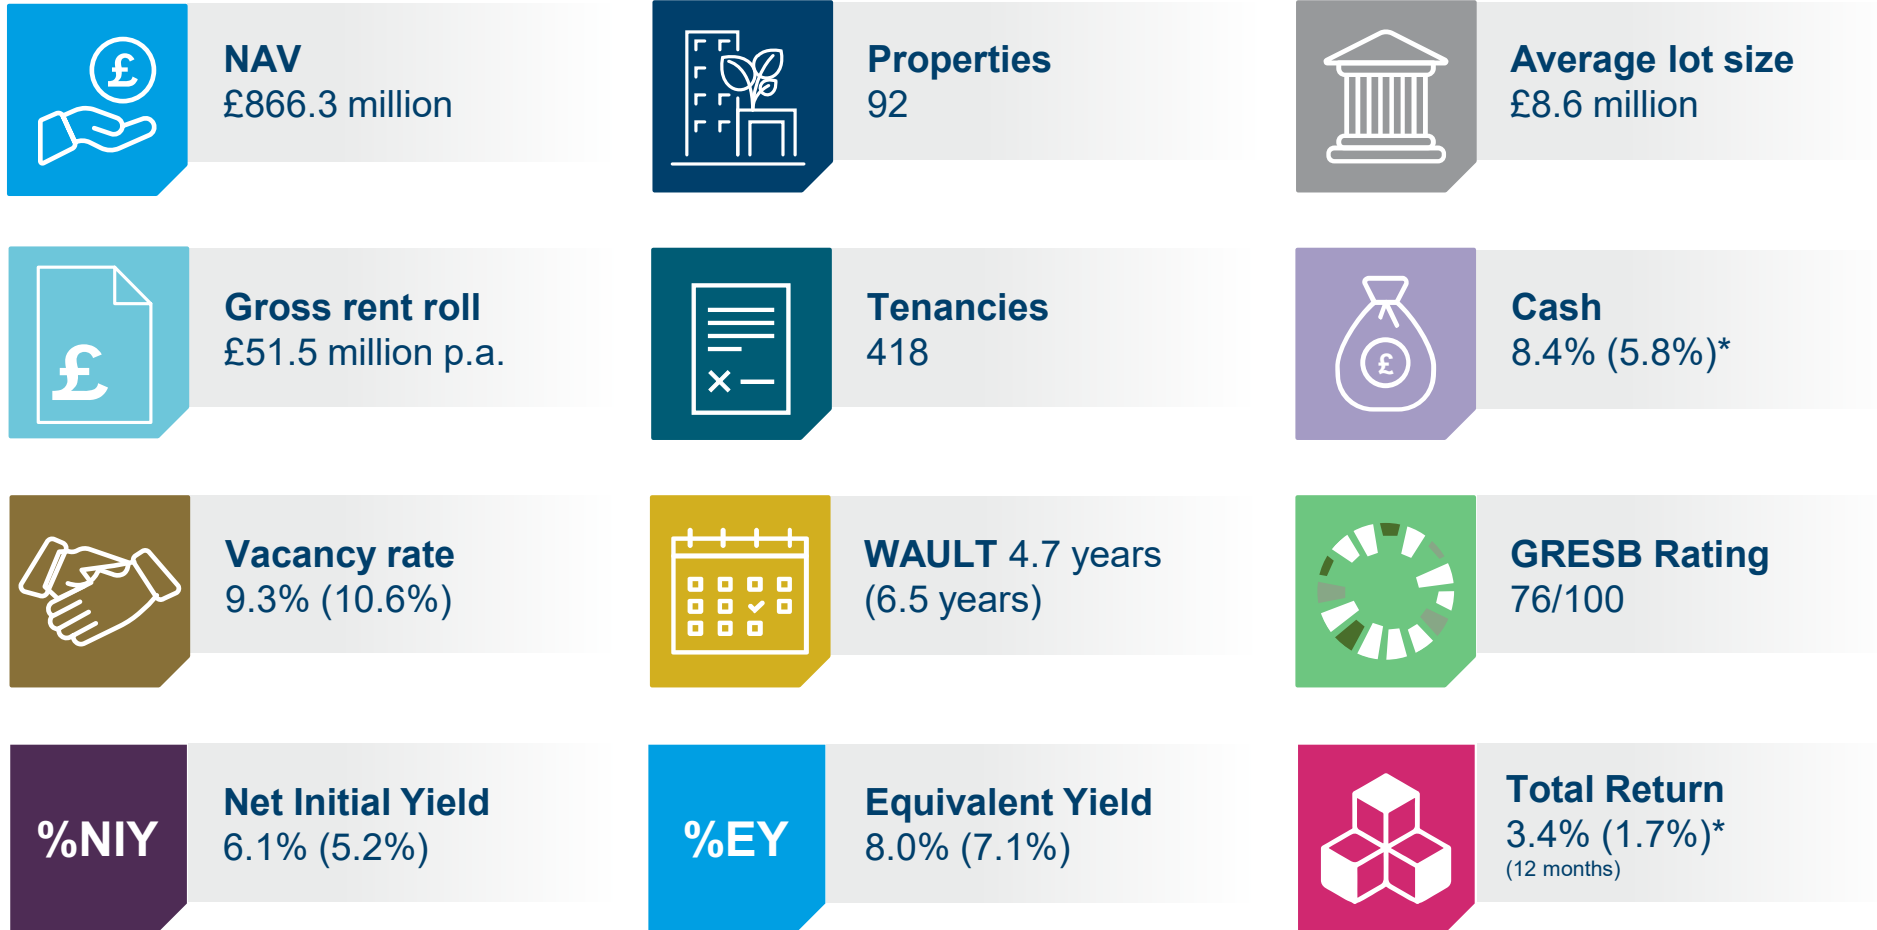 £
NAV
£866.3 million
Properties
92
Average lot size
£8.6 million
£
Gross rent roll
£51.5 million p.a.
Tenancies
418
£
Cash
8.4% (5.8%)*
Vacancy rate
9.3% (10.6%)
WAULT 4.7 years
(6.5 years)
GRESB Rating
76/100
%NIY
Net Initial Yield
6.1% (5.2%)
%EY
Equivalent Yield
8.0% (7.1%)
Total Return
3.4% (1.7%)*
(12 months)